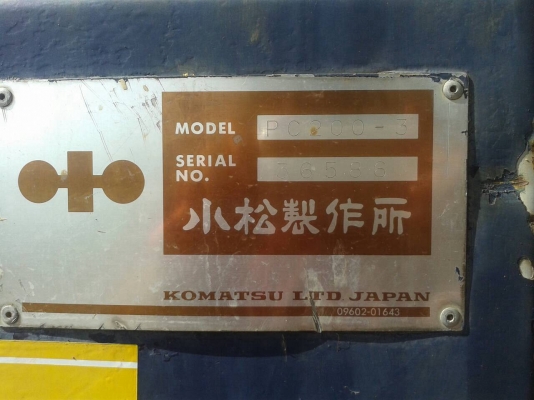 MODEL PC200-3
SERIAL
NO.
小松製作所
KOMATSU LTD JAPAN
09602-01643